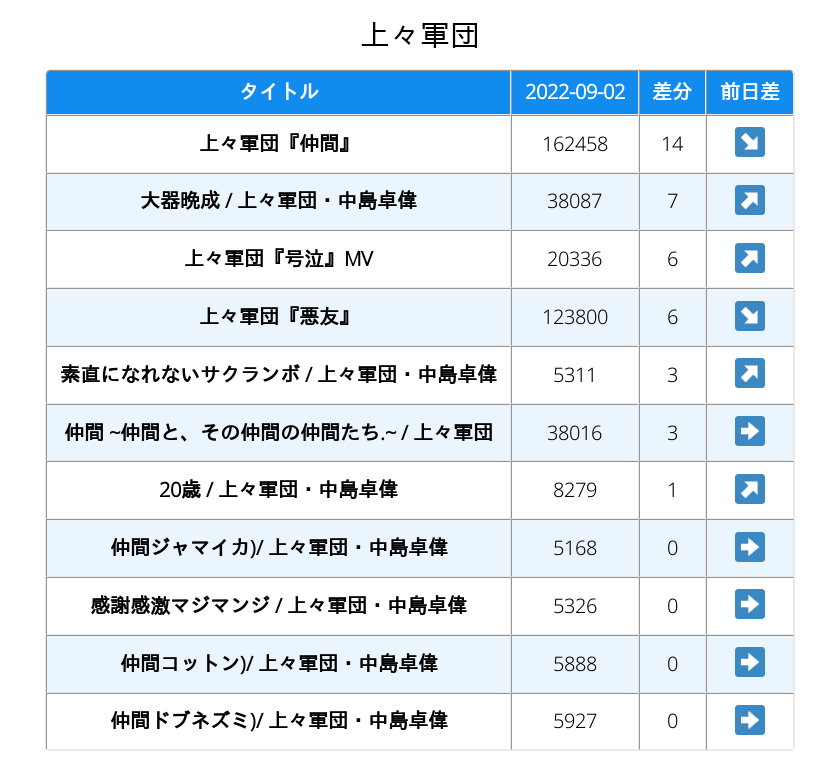 上々軍団
タイトル 2022-09-02 差分 前日差
上々軍団『仲間』 162458 14 ↘
大器晩成 / 上々軍団・中島卓偉 38087 7 ↗
上々軍団『号泣』MV 20336 6 ↗
上々軍団『悪友』 123800 6 ↘
素直になれないサクランボ / 上々軍団・中島卓偉 5311 3 ↗
仲間 ~仲間と、その仲間の仲間たち.~ / 上々軍団 38016 3 ➡
20歳 / 上々軍団・中島卓偉 8279 1 ↗
仲間ジャマイカ)/ 上々軍団・中島卓偉 5168 0 ➡
感謝感激マジマンジ / 上々軍団・中島卓偉 5326 0 ➡
仲間コットン)/ 上々軍団・中島卓偉 5888 0 ➡
仲間ドブネズミ)/ 上々軍団・中島卓偉 5927 0 ➡